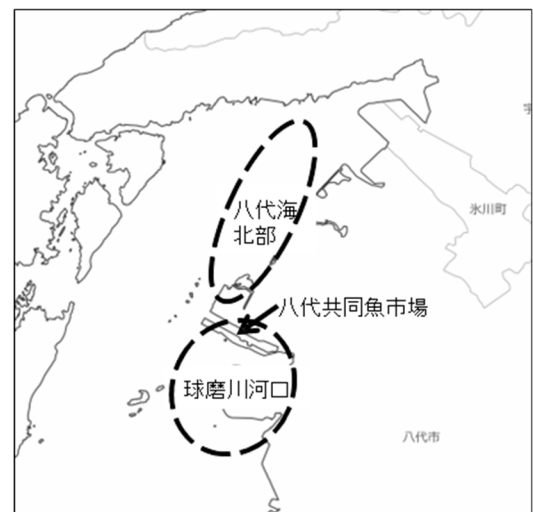 宇
氷川町
八代海
北部
八代共同魚市場
球磨川河口
八代市